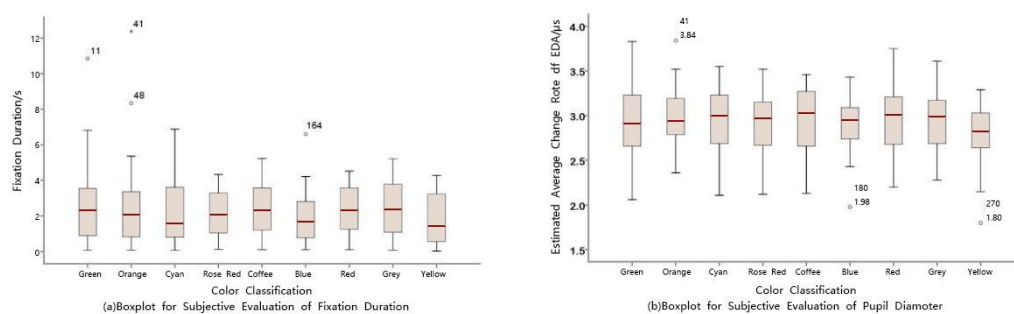 Fixation Duration/s
12
10
8
6
4
2
0
11
41
48
164
Green Orange Cyan Rose Red Coffee Blue Red Grey Yellow
Color Classification
(a)Boxplot for Subjective Evaluation of Fixation Duration
Estimated Average Change Rote df EDA/μs
4.0
3.5
3.0
2.5
2.0
1.5
41
3.84
180
1.98
270
1.80
Green Orange Cyan Rose Red Coffee Blue Red Grey Yellow
Color Classification
(b)Boxplot for Subjective Evaluation of Pupil Diamoter